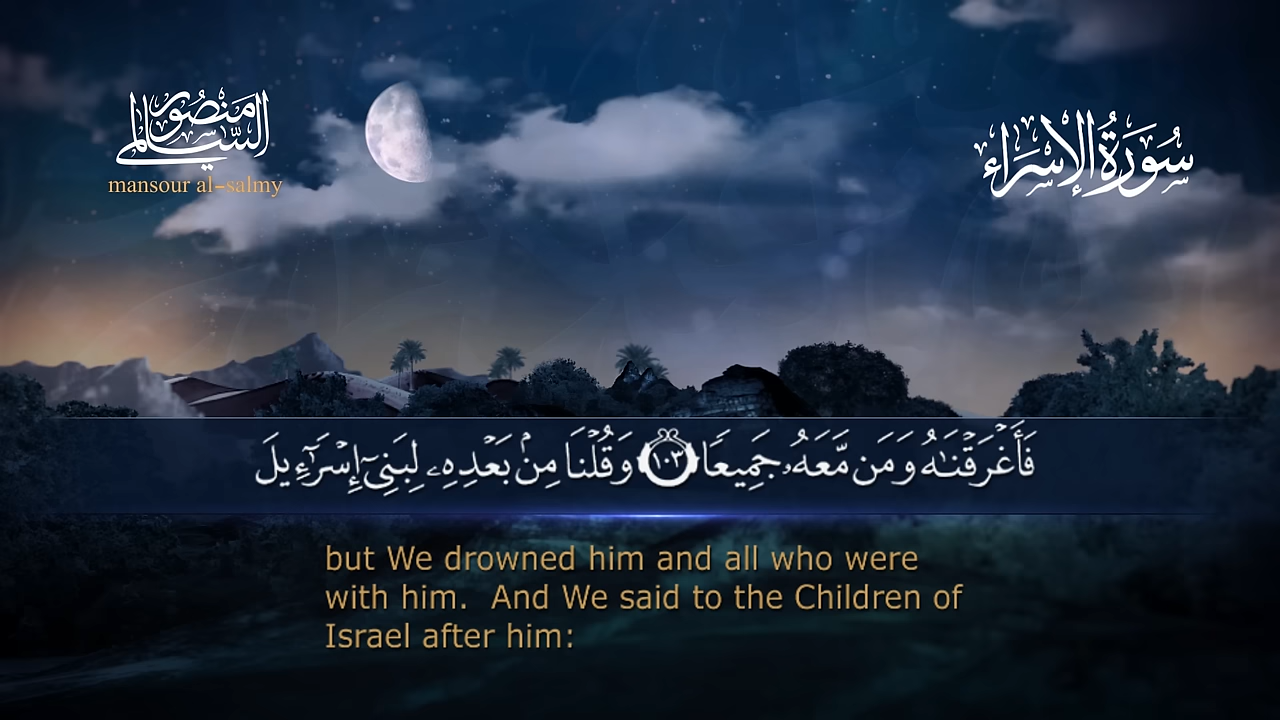 منصور السالمي
mansour al-salmy
سُورَةُ الإِسْرَاءِ
فَأَغْرَقْنَـٰهُ وَمَن مَّعَهُۥ جَمِيعًا ١٠٣ وَقُلْنَا مِنۢ بَعْدِهِۦ لِبَنِىٓ إِسْرَٰٓءِيلَ
but We drowned him and all who were
with him. And We said to the Children of
Israel after him: